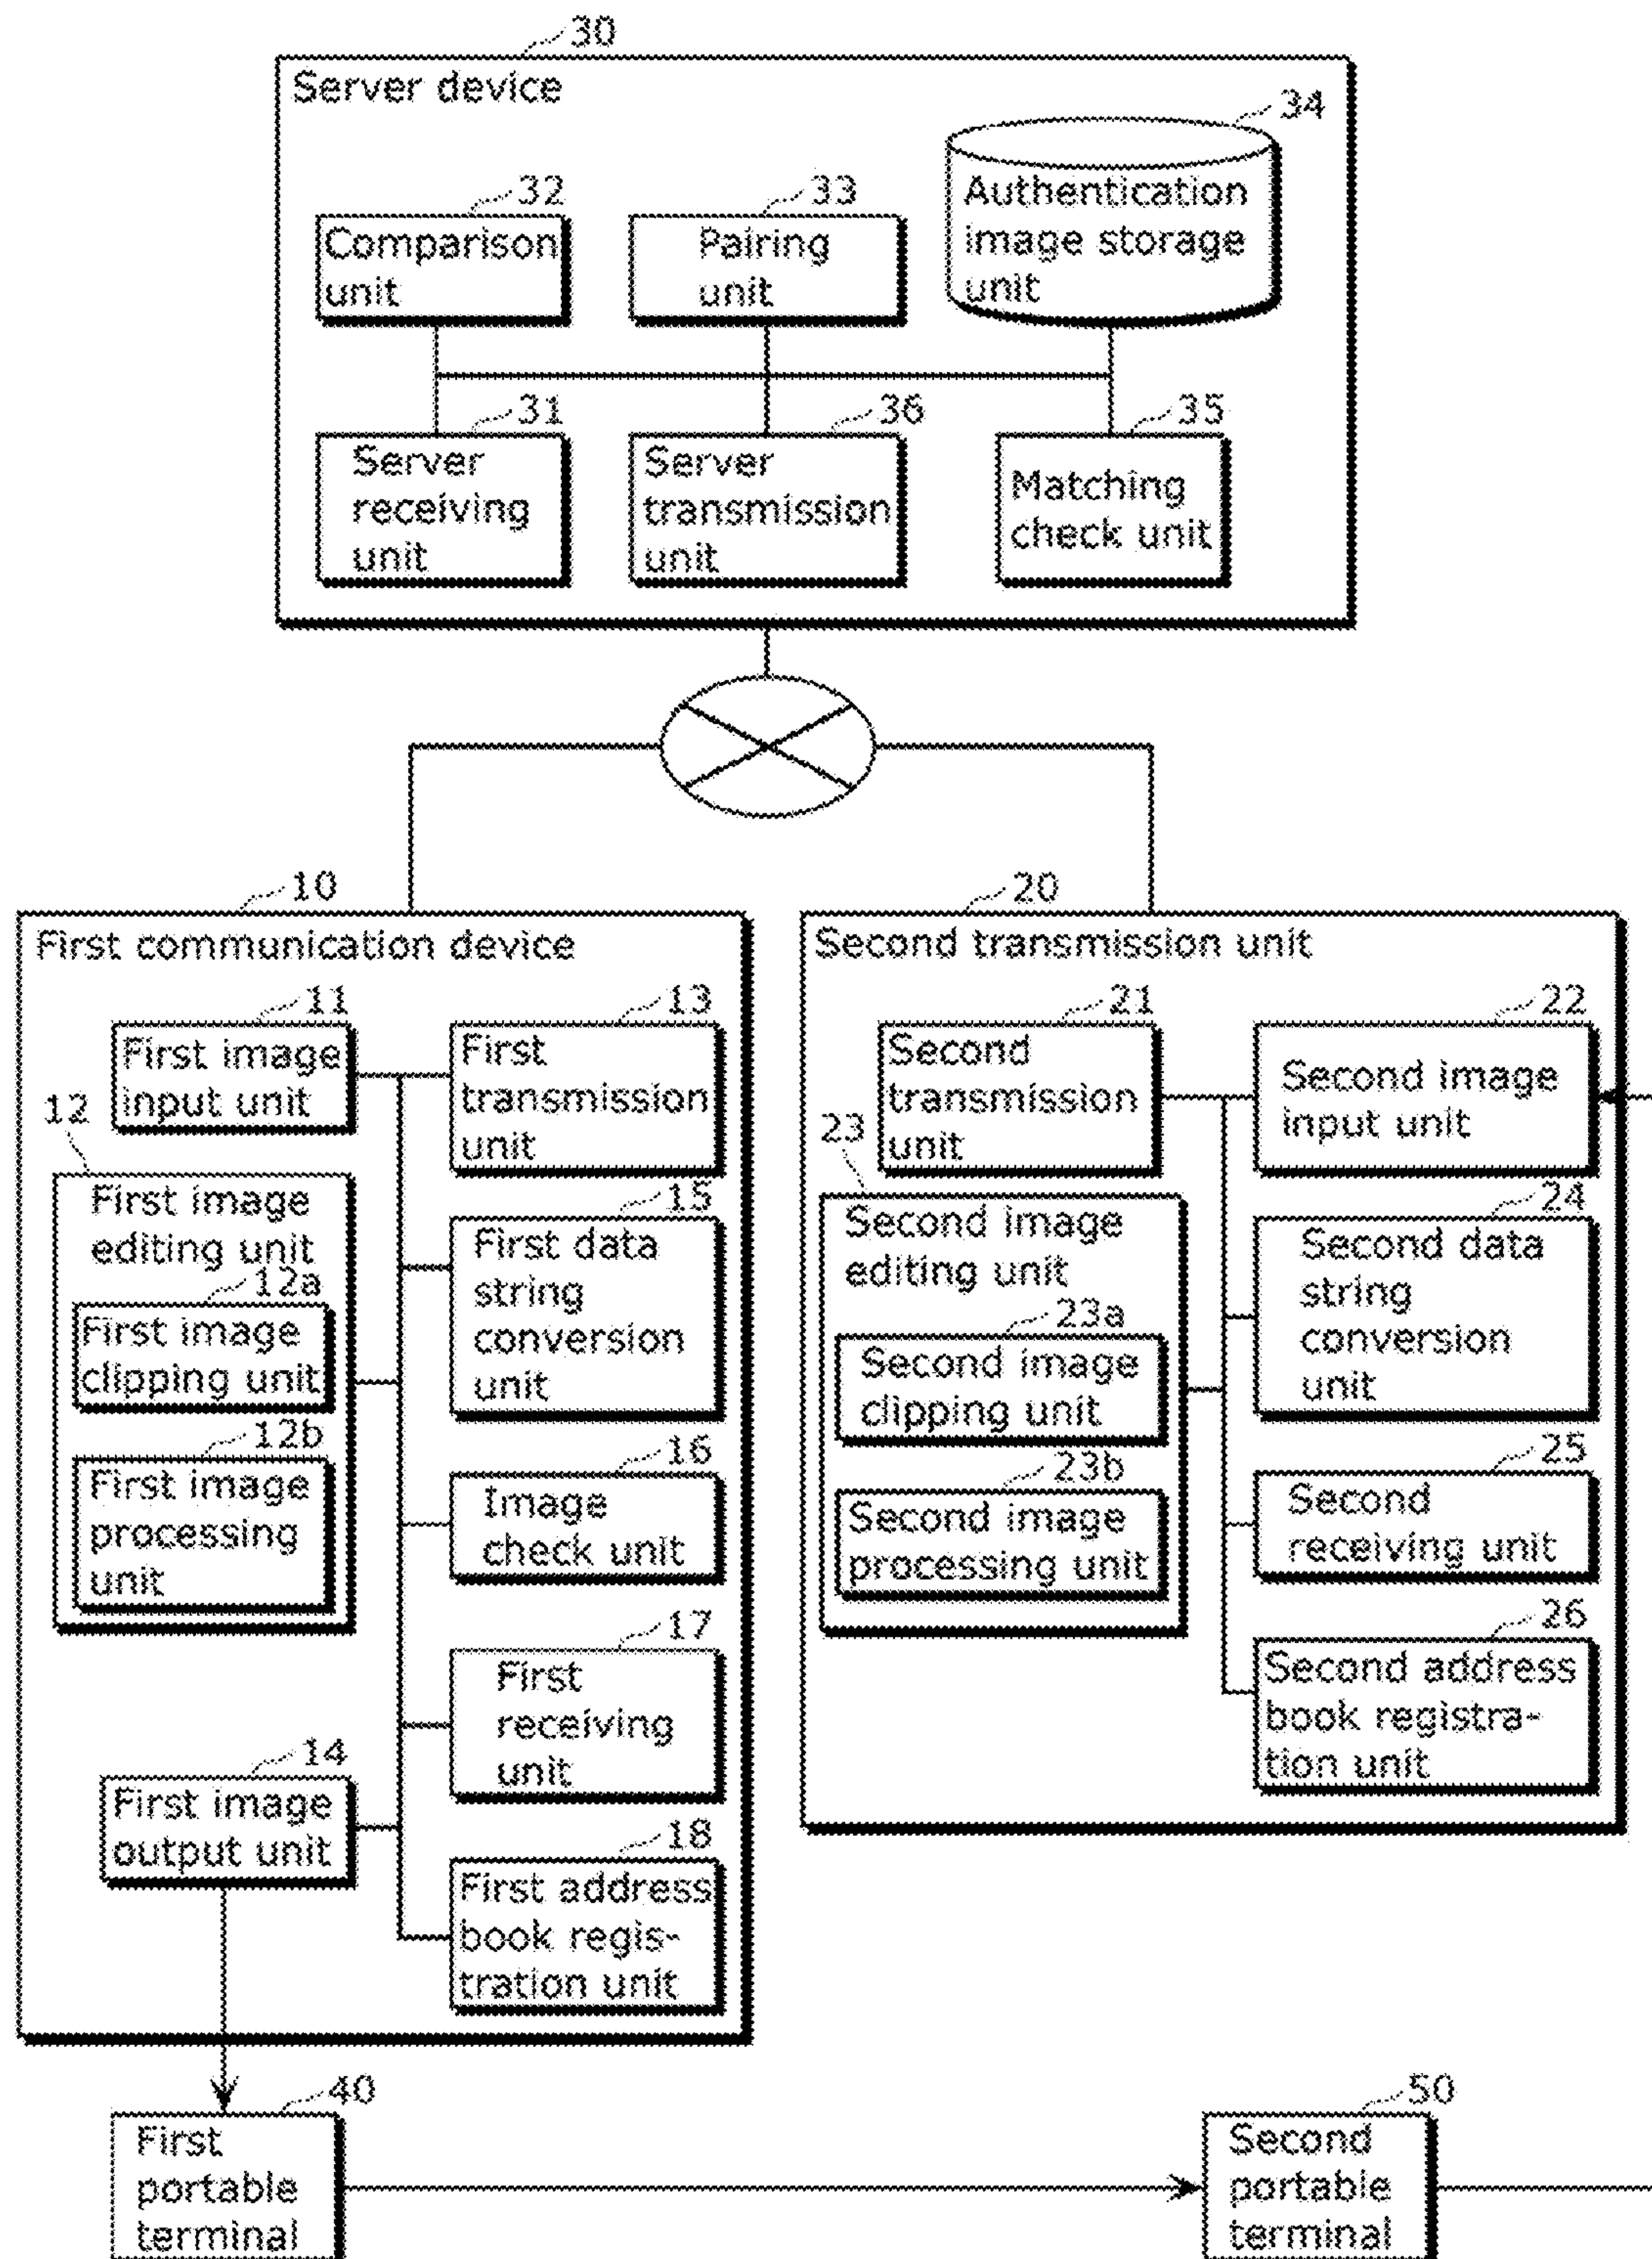 30
Server device
34
32
33
Authentication
image storage
unit
Comparison
unit
Pairing
unit
31
36
35
Server
receiving
unit
Server
transmission
unit
Matching
check unit
10
First communication device
11
First image
input unit
13
First
transmission
unit
12
First image
editing unit
12a
First image
clipping unit
12b
First image
processing
unit
15
First data
string
conversion
unit
16
Image
check unit
17
First
receiving
unit
14
First image
output unit
18
First address
book regis-
tration unit
20
Second transmission unit
21
Second
transmission
unit
22
Second image
input unit
23
Second image
editing unit
23a
Second image
clipping unit
23b
Second image
processing unit
24
Second data
string
conversion
unit
25
Second
receiving unit
26
Second address
book registra-
tion unit
40
First
portable
terminal
50
Second
portable
terminal